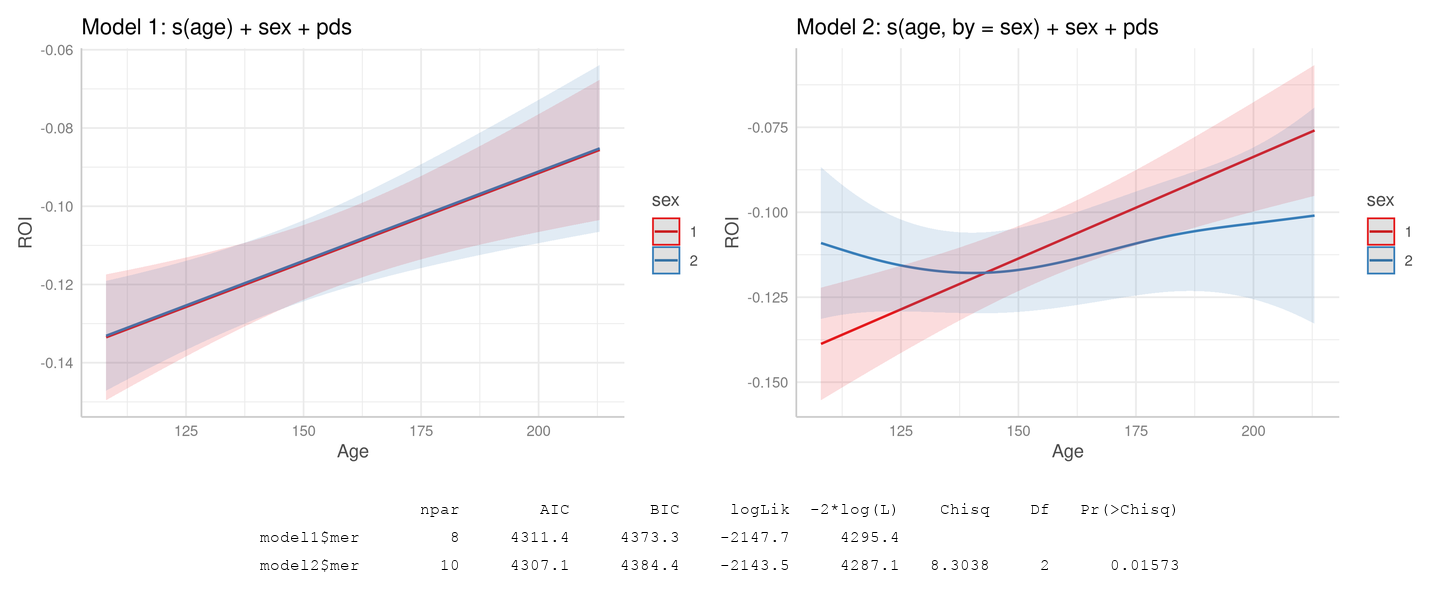 Model 1: s(age) + sex + pds
-0.06
-0.08
-0.10
-0.12
-0.14
ROI
125 150 175 200
Age
sex
1
2
Model 2: s(age, by = sex) + sex + pds
-0.075
-0.100
-0.125
-0.150
ROI
125 150 175 200
Age
sex
1
2
npar AIC BIC logLik -2*log(L) Chisq Df Pr(>Chisq)
model1$mer 8 4311.4 4373.3 -2147.7 4295.4
model2$mer 10 4307.1 4384.4 -2143.5 4287.1 8.3038 2 0.01573